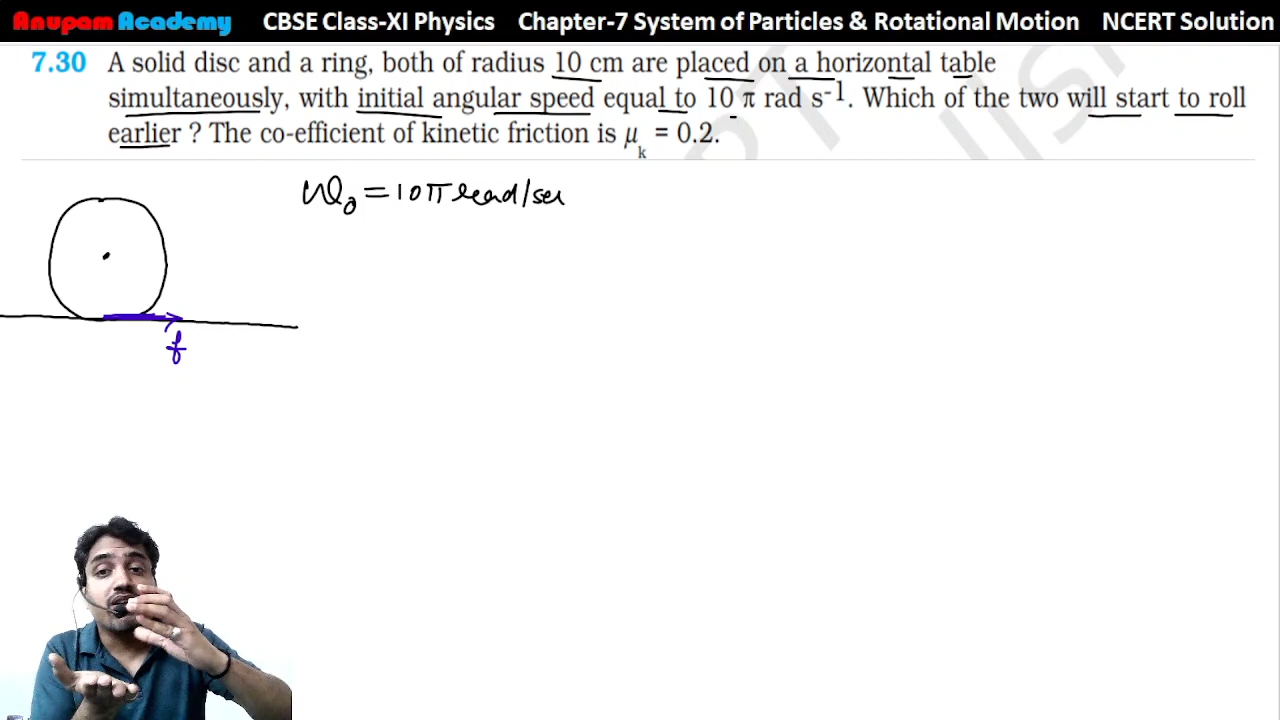 Anupam Academy CBSE Class-XI Physics Chapter-7 System of Particles & Rotational Motion NCERT Solution
7.30 A solid disc and a ring, both of radius 10 cm are placed on a horizontal table
simultaneously, with initial angular speed equal to 10 π rad s⁻¹. Which of the two will start to roll
earlier ? The co-efficient of kinetic friction is μₖ = 0.2.
ω₀ = 10π read/sec
f